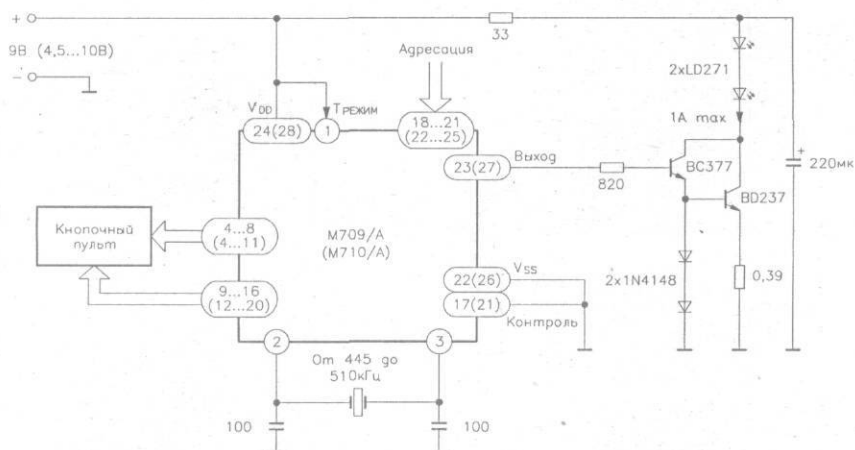 +
33
9В (4,5...10В)
Адресация
2xLD271
−
VDD
TРЕЖИМ
1A max
24(28)
1
18...21
(22...25)
+
23(27)
Выход
BC377
220мк
820
BD237
Кнопочный
пульт
4...8
(4...11)
M709/A
(M710/A)
9...16
(12...20)
VSS
22(26)
2x1N4148
0,39
17(21)
Контроль
2
3
От 445 до
510кГц
100
100